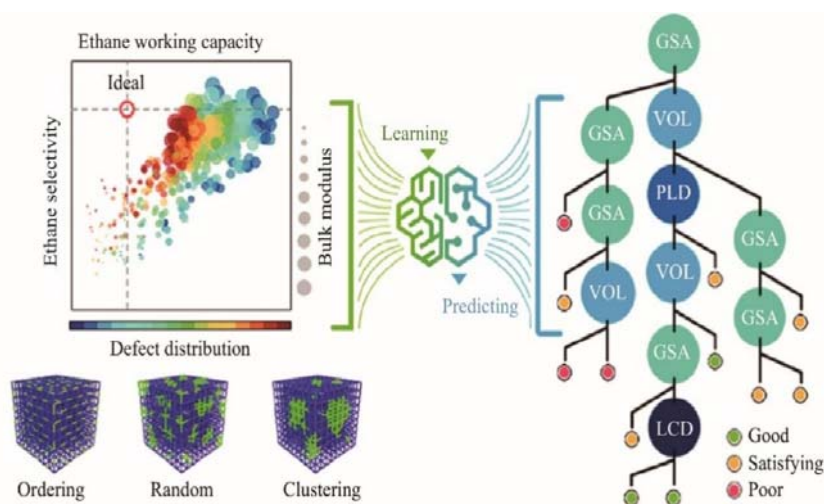 Ethane working capacity
Ideal
Ethane selectivity
Bulk modulus
Defect distribution
Ordering
Random
Clustering
Learning
Predicting
GSA
GSA
VOL
GSA
PLD
GSA
VOL
VOL
GSA
GSA
LCD
Good
Satisfying
Poor